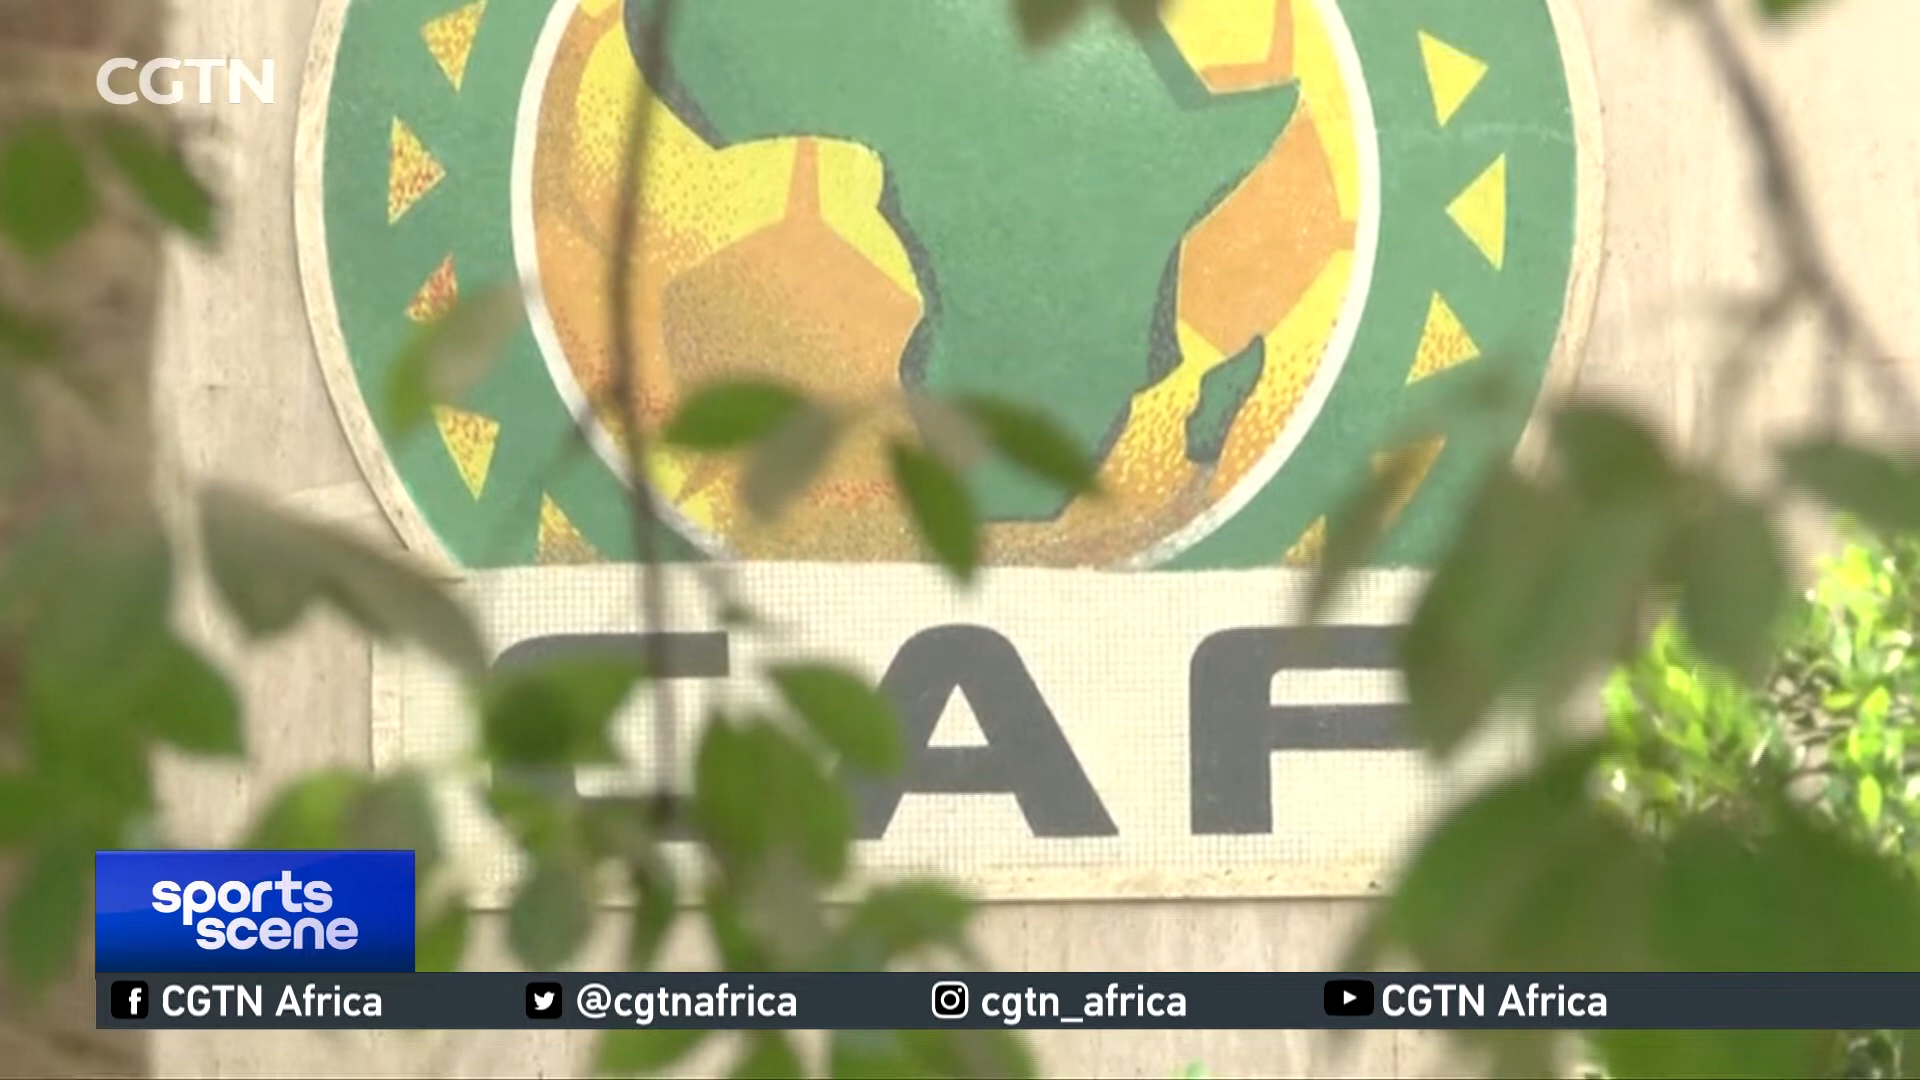 CGTN
CAF
sports
scene
CGTN Africa
@cgtnafrica
cgtn_africa
CGTN Africa